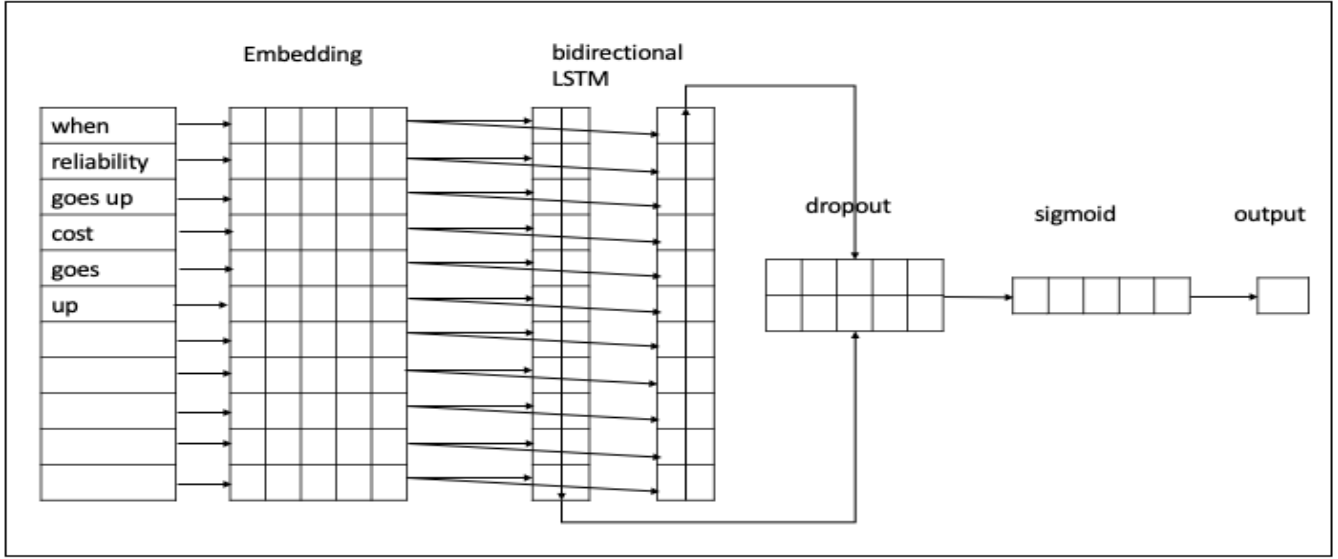 Embedding
bidirectional
LSTM
when
reliability
goes up
cost
goes
up
dropout
sigmoid
output